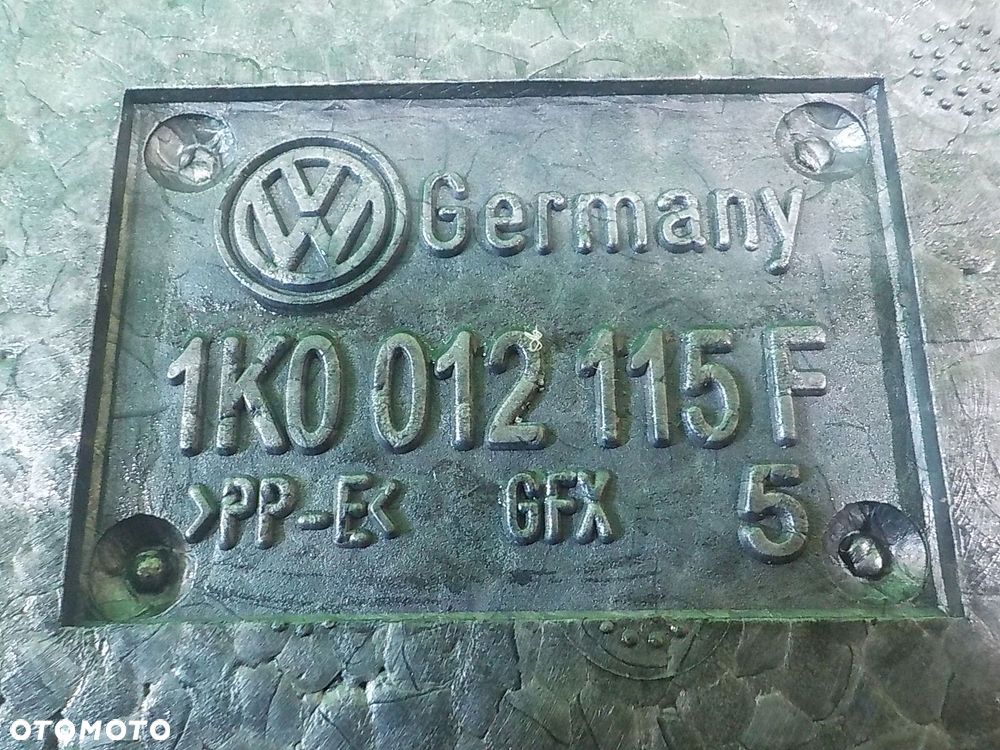 VW Germany
1K0 012 115 F
>PP-E< GFX 5
OTOMOTO